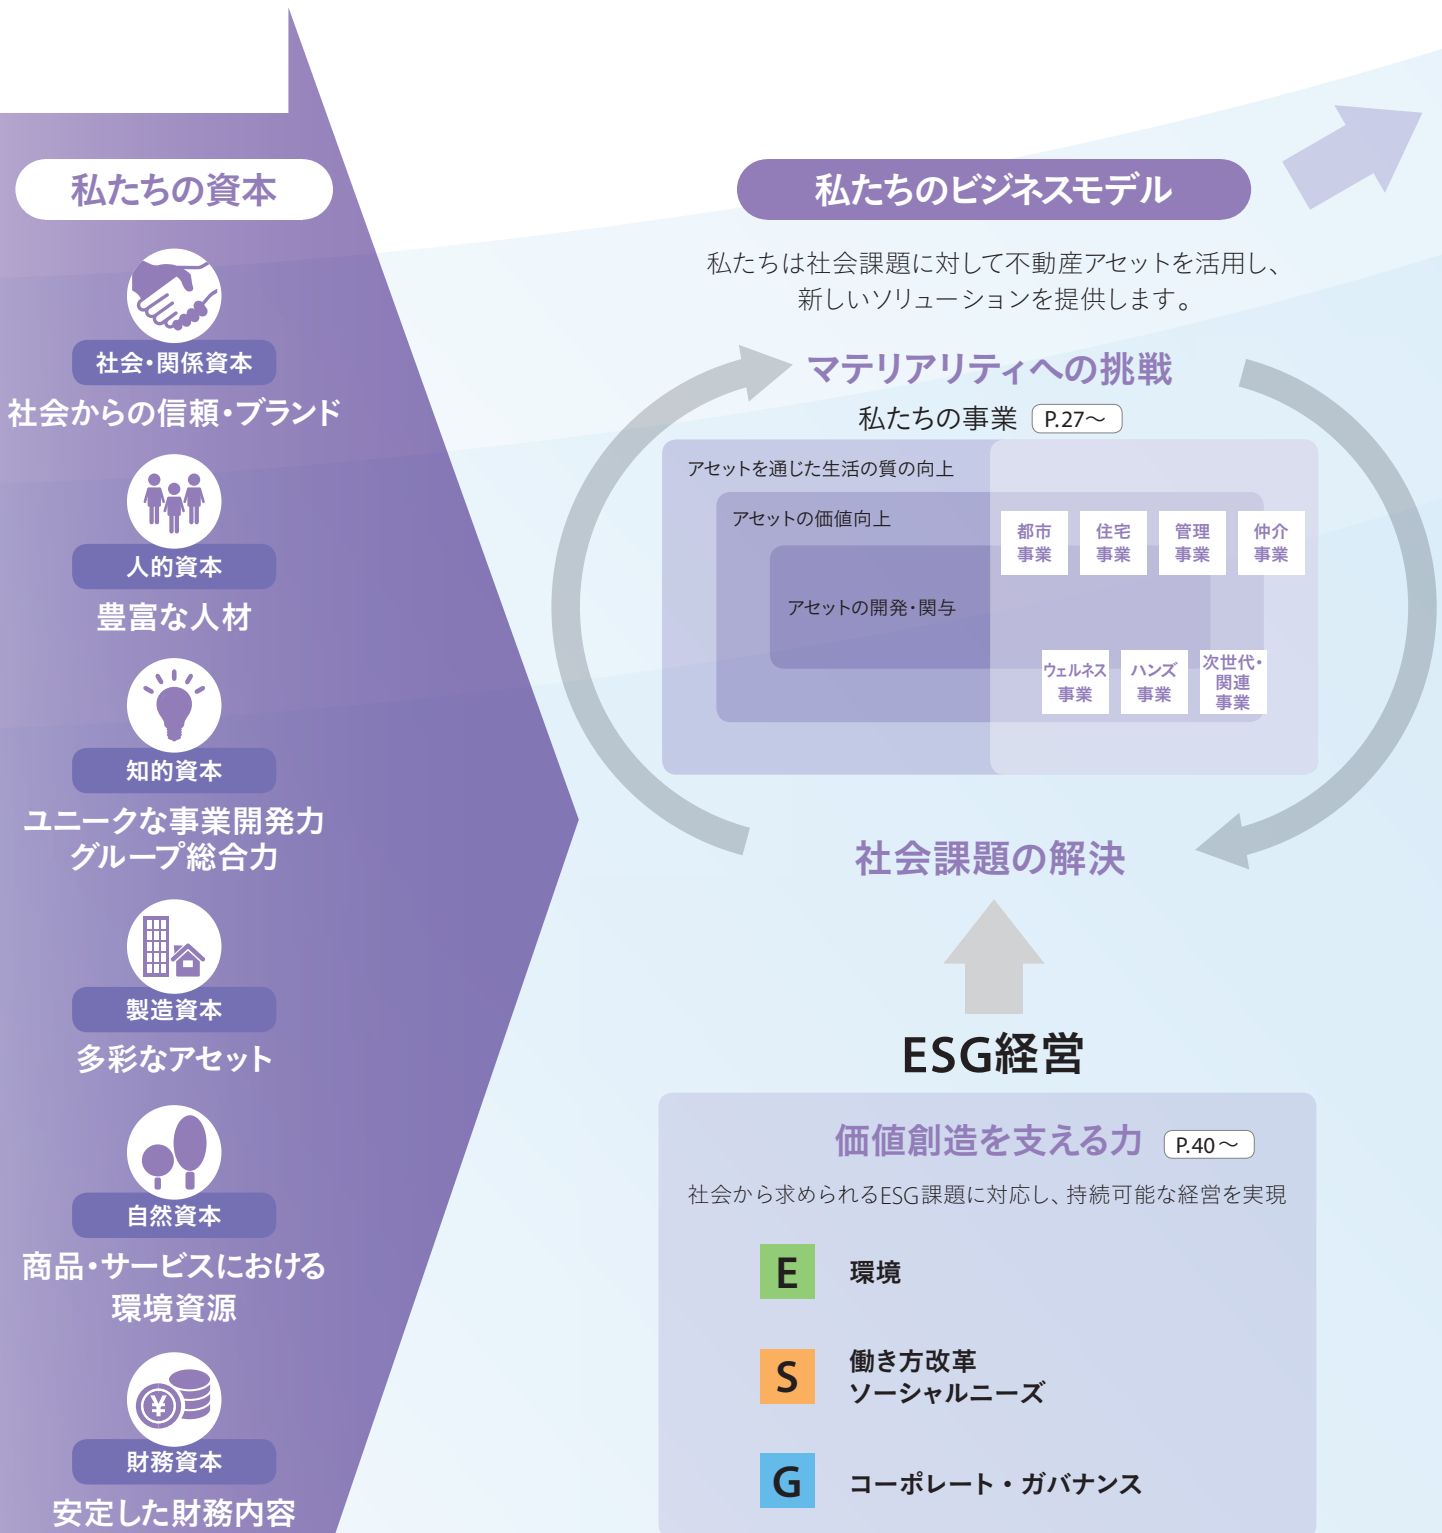 私たちの資本
社会・関係資本
社会からの信頼・ブランド
人的資本
豊富な人材
知的資本
ユニークな事業開発力
グループ総合力
製造資本
多彩なアセット
自然資本
商品・サービスにおける
環境資源
¥
財務資本
安定した財務内容
私たちのビジネスモデル
私たちは社会課題に対して不動産アセットを活用し、
新しいソリューションを提供します。
マテリアリティへの挑戦
私たちの事業 P.27〜
アセットを通じた生活の質の向上
アセットの価値向上
アセットの開発・関与
都市
事業
住宅
事業
管理
事業
仲介
事業
ウェルネス
事業
ハンズ
事業
次世代・
関連
事業
社会課題の解決
ESG経営
価値創造を支える力 P.40〜
社会から求められるESG課題に対応し、持続可能な経営を実現
E 環境
S 働き方改革
ソーシャルニーズ
G コーポレート・ガバナンス